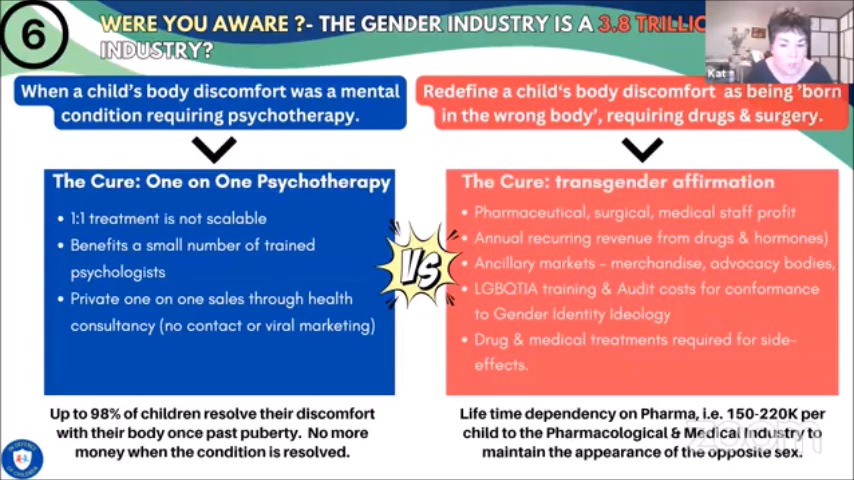 6
WERE YOU AWARE ?- THE GENDER INDUSTRY IS A 3.8
INDUSTRY?
Kat
When a child's body discomfort was a mental
condition requiring psychotherapy.
Redefine a child's body discomfort as being 'born
in the wrong body', requiring drugs & surgery.
The Cure: One on One Psychotherapy
• 1:1 treatment is not scalable
• Benefits a small number of trained
psychologists
• Private one on one sales through health
consultancy (no contact or viral marketing)
VS
The Cure: transgender affirmation
• Pharmaceutical, surgical, medical staff profit
• Annual recurring revenue from drugs & hormones)
• Ancillary markets - merchandise, advocacy bodies,
• LGBQTIA training & Audit costs for conformance
to Gender Identity Ideology
• Drug & medical treatments required for side-
effects.
Up to 98% of children resolve their discomfort
with their body once past puberty. No more
money when the condition is resolved.
Life time dependency on Pharma, i.e. 150-220K per
child to the Pharmacological & Medical Industry to
maintain the appearance of the opposite sex.
zoom
IN DEFENCE
OF CHILDREN